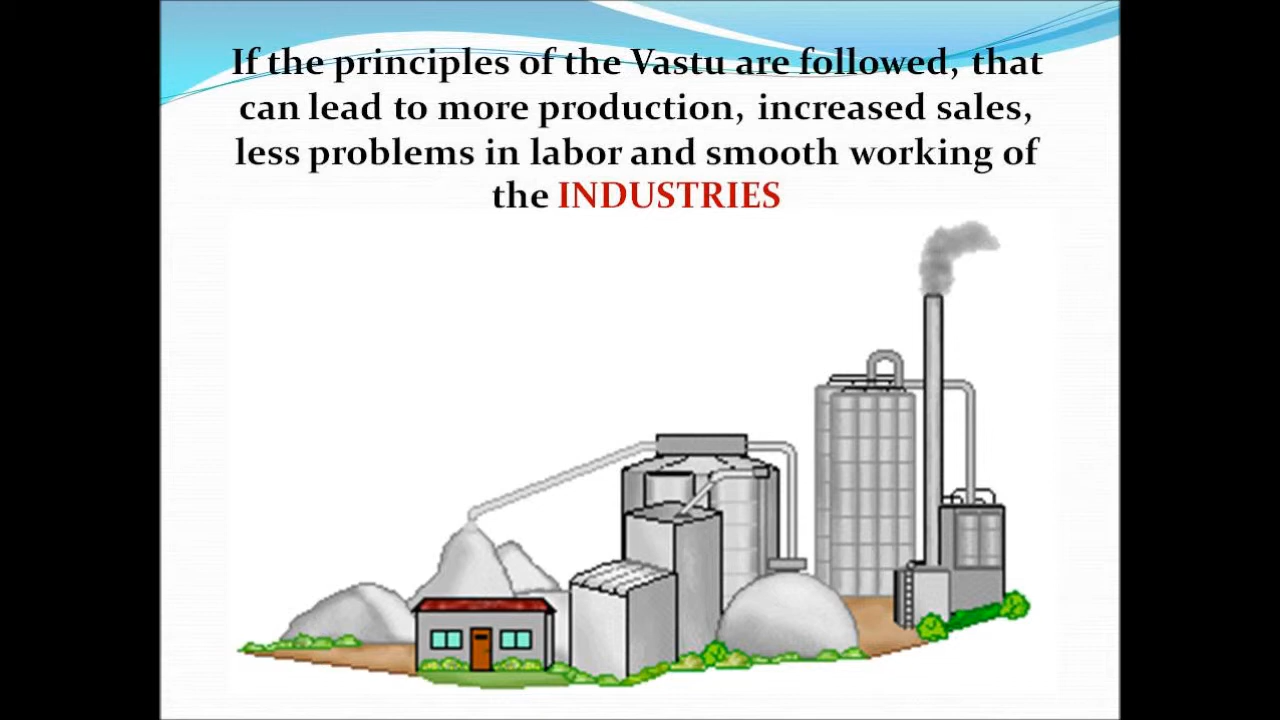 If the principles of the Vastu are followed, that
can lead to more production, increased sales,
less problems in labor and smooth working of
the INDUSTRIES